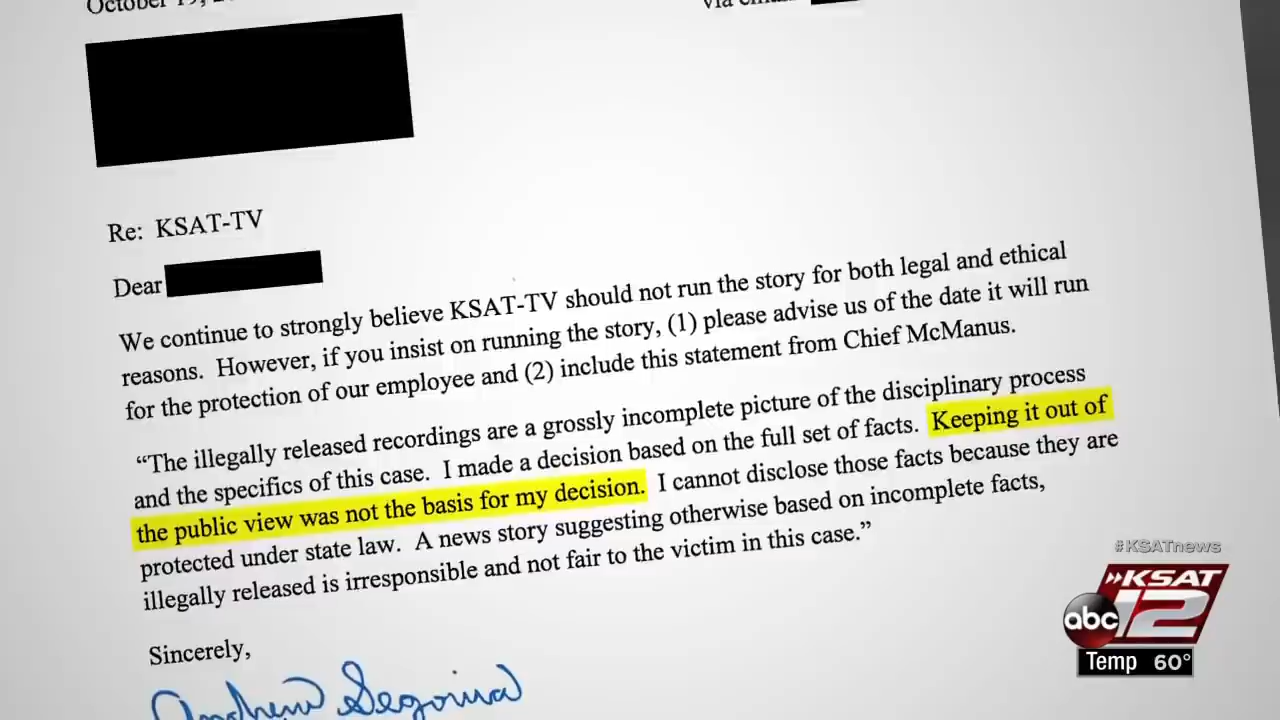 October 19,
via email
Re: KSAT-TV
Dear
We continue to strongly believe KSAT-TV should not run the story for both legal and ethical
reasons. However, if you insist on running the story, (1) please advise us of the date it will run
for the protection of our employee and (2) include this statement from Chief McManus.
“The illegally released recordings are a grossly incomplete picture of the disciplinary process
and the specifics of this case. I made a decision based on the full set of facts. Keeping it out of
the public view was not the basis for my decision. I cannot disclose those facts because they are
protected under state law. A news story suggesting otherwise based on incomplete facts,
illegally released is irresponsible and not fair to the victim in this case.”
Sincerely,
Andrew Segovia
#KSATnews
KSAT
abc 12
Temp 60°